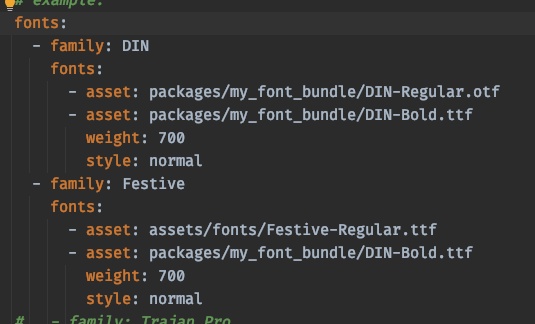 # example:
fonts:
  - family: DIN
    fonts:
      - asset: packages/my_font_bundle/DIN-Regular.otf
      - asset: packages/my_font_bundle/DIN-Bold.ttf
        weight: 700
        style: normal
  - family: Festive
    fonts:
      - asset: assets/fonts/Festive-Regular.ttf
      - asset: packages/my_font_bundle/DIN-Bold.ttf
        weight: 700
        style: normal
#   - family: Trajan Pro